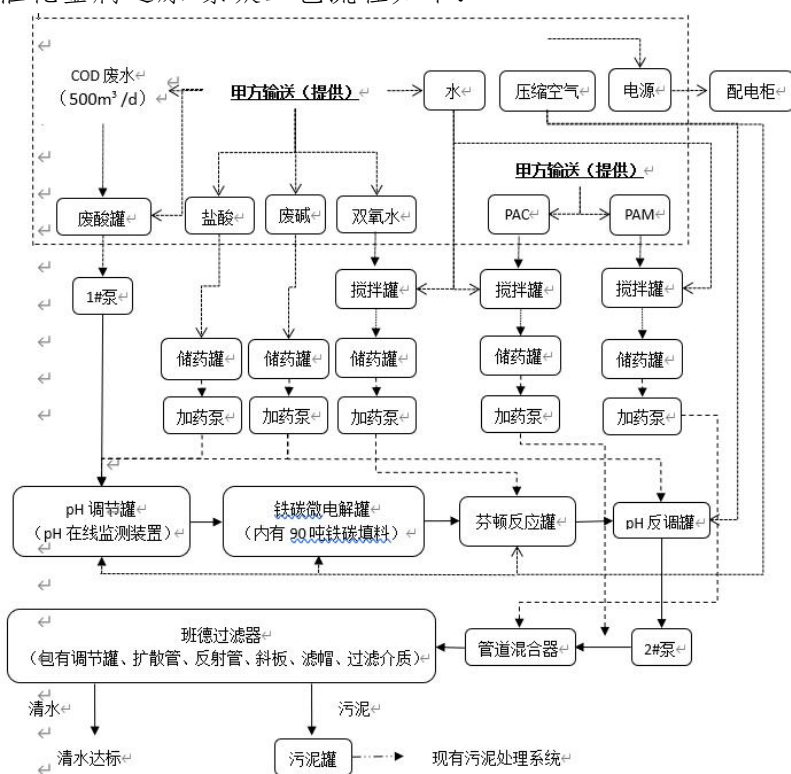 COD 废水
（500m³ /d）
甲方输送（提供）
水
压缩空气
电源
配电柜
甲方输送（提供）
废酸罐
盐酸
废碱
双氧水
PAC
PAM
1#泵
搅拌罐
搅拌罐
搅拌罐
储药罐
储药罐
储药罐
储药罐
储药罐
加药泵
加药泵
加药泵
加药泵
加药泵
pH 调节罐
（pH 在线监测装置）
铁碳微电解罐
（内有 90 吨铁碳填料）
芬顿反应罐
pH 反调罐
班德过滤器
（包有调节罐、扩散管、反射管、斜板、滤帽、过滤介质）
管道混合器
2#泵
清水
污泥
清水达标
污泥罐
现有污泥处理系统